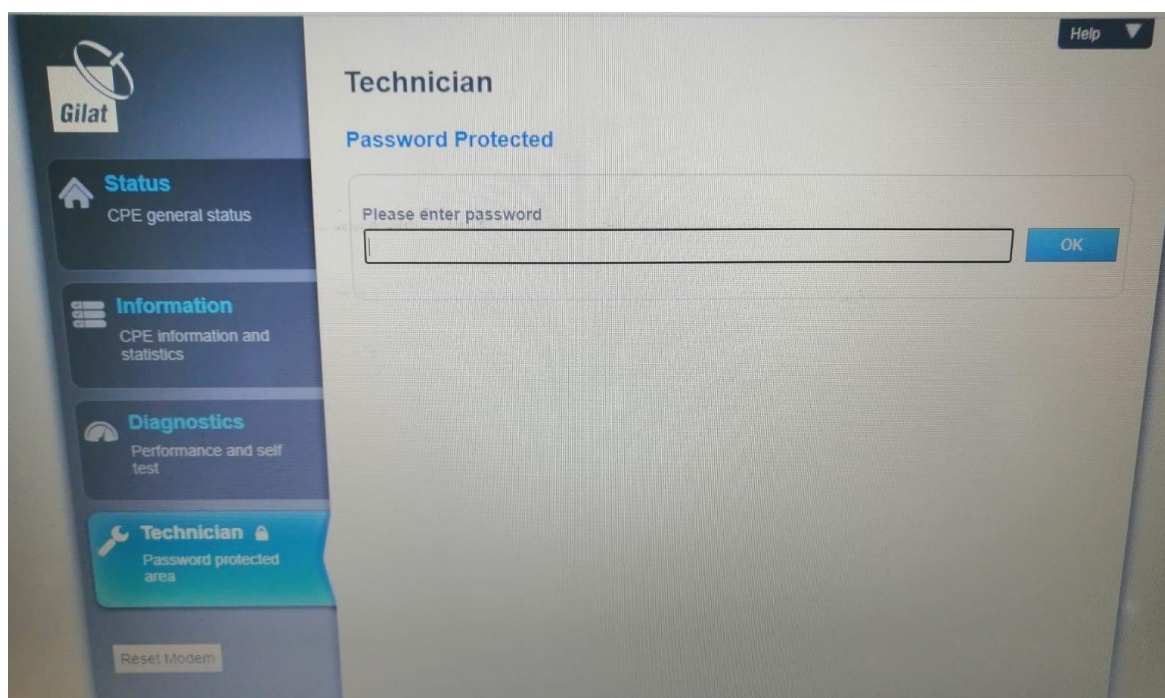 Help
Gilat
Technician
Password Protected
Status
CPE general status
Please enter password
OK
Information
CPE information and
statistics
Diagnostics
Performance and self
test
Technician
Password protected
area
Reset Modem